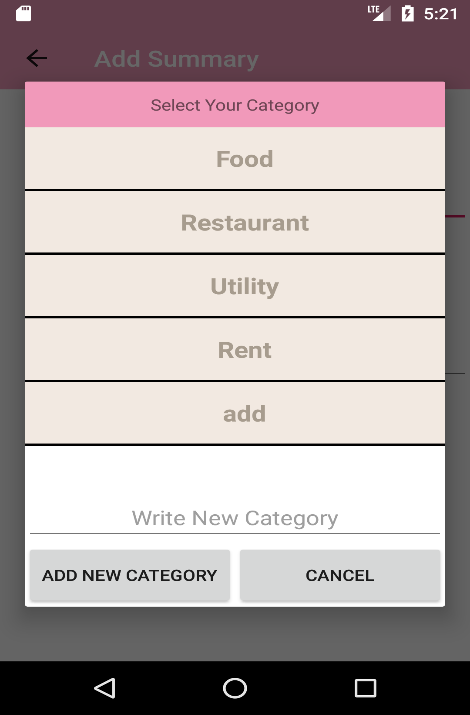 LTE 5:21
Add Summary
Select Your Category
Food
Restaurant
Utility
Rent
add
Write New Category
ADD NEW CATEGORY CANCEL